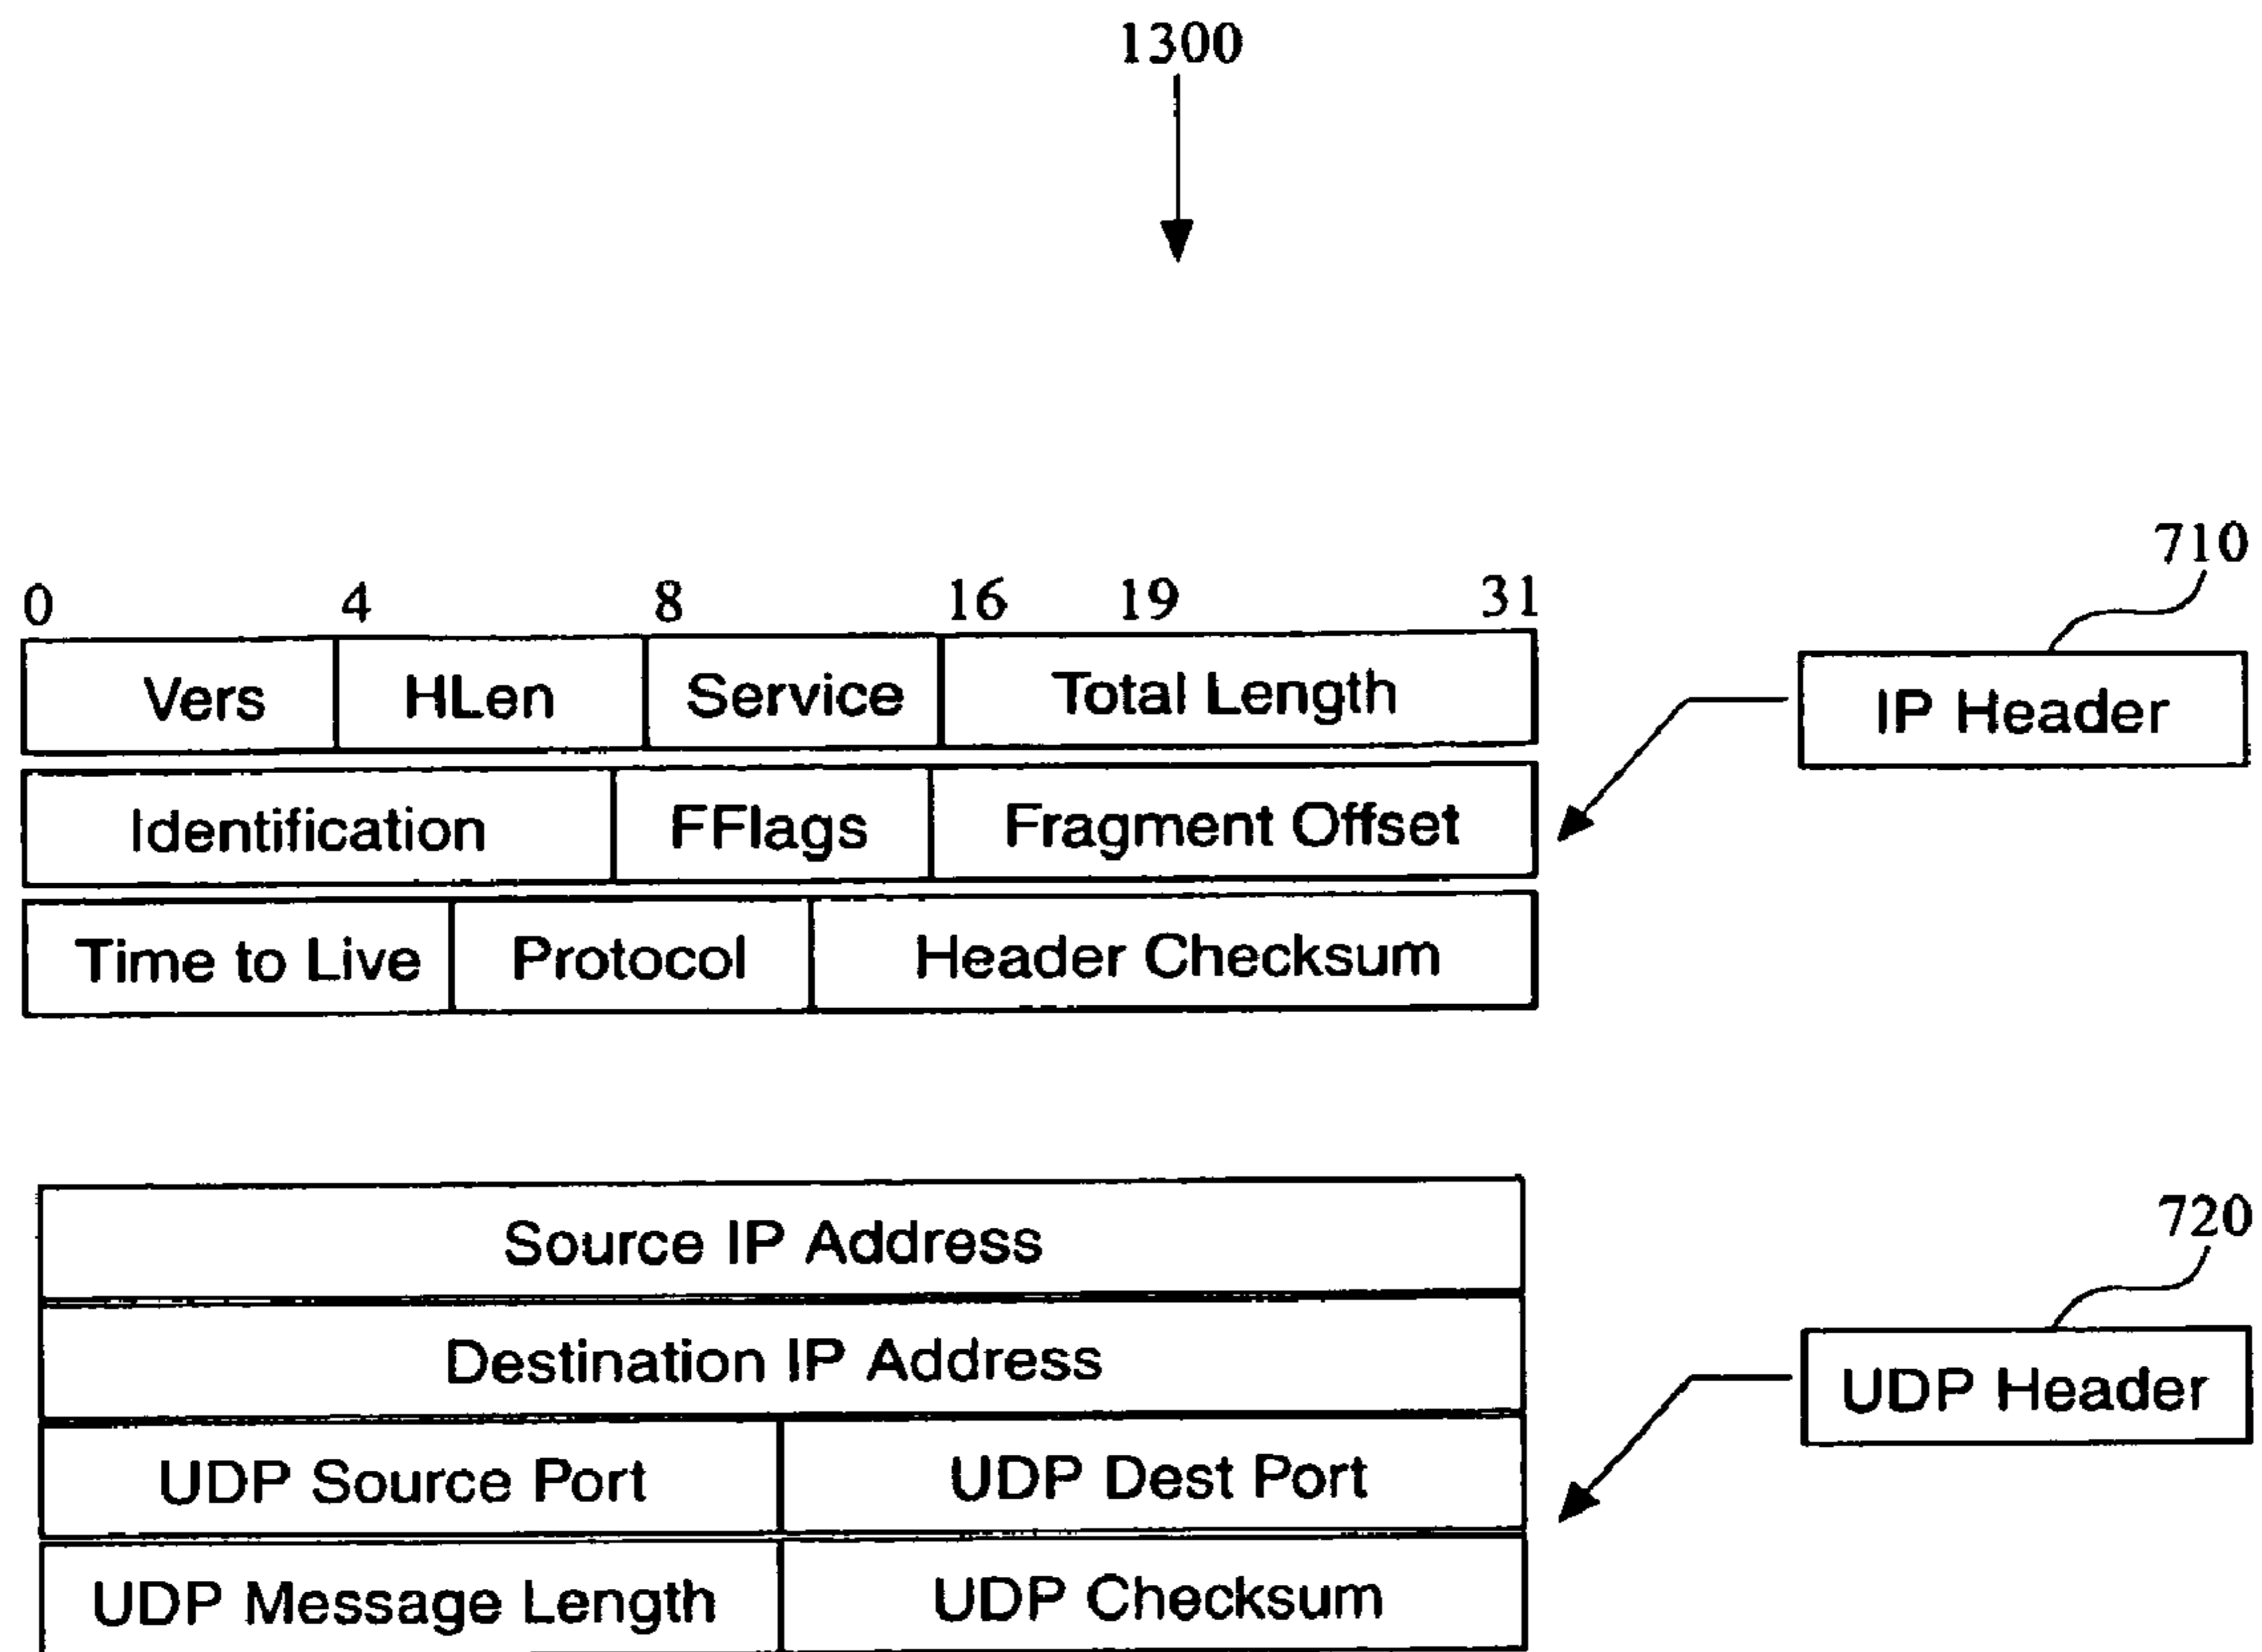 1300
710
0 4 8 16 19 31
Vers HLen Service Total Length
IP Header
Identification FFlags Fragment Offset
Time to Live Protocol Header Checksum
720
Source IP Address
Destination IP Address
UDP Header
UDP Source Port UDP Dest Port
UDP Message Length UDP Checksum